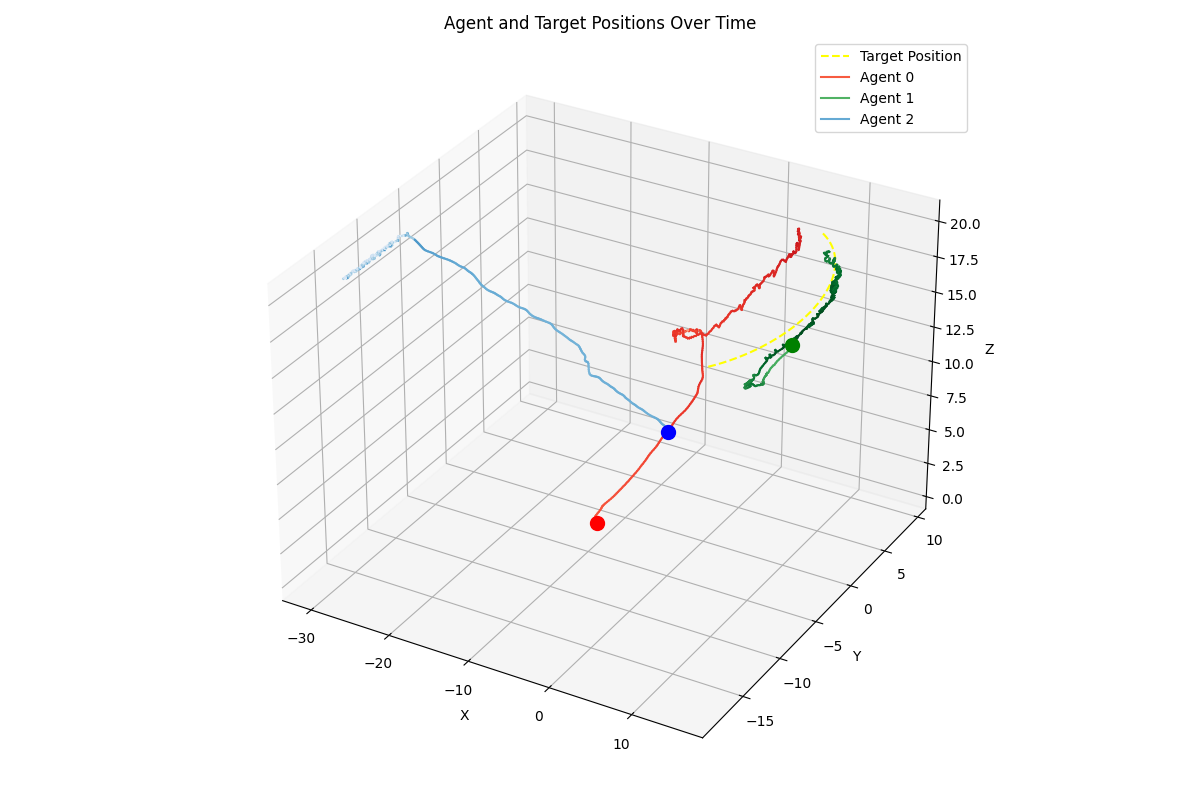 Agent and Target Positions Over Time
Target Position
Agent 0
Agent 1
Agent 2
20.0
17.5
15.0
12.5
10.0
7.5
5.0
2.5
0.0
Z
10
5
0
−5
−10
−15
Y
−30
−20
−10
0
10
X